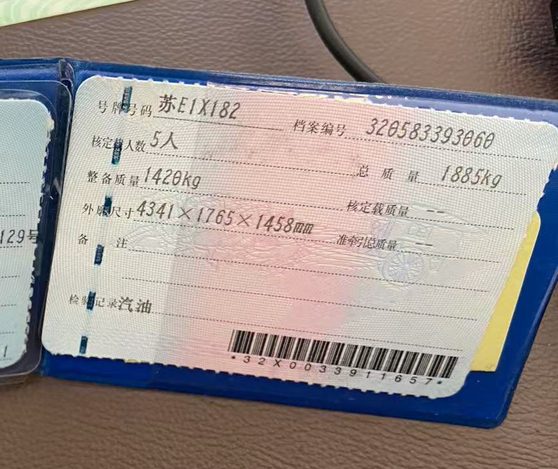 号牌号码 苏E1X182 档案编号 320583393060
核定载人数 5人 总质量 1885kg
整备质量 1420kg 核定载质量 --
外廓尺寸 4341×1765×1458mm 准牵引总质量 --
备注
检验记录 汽油
*32X0033911657*
129号